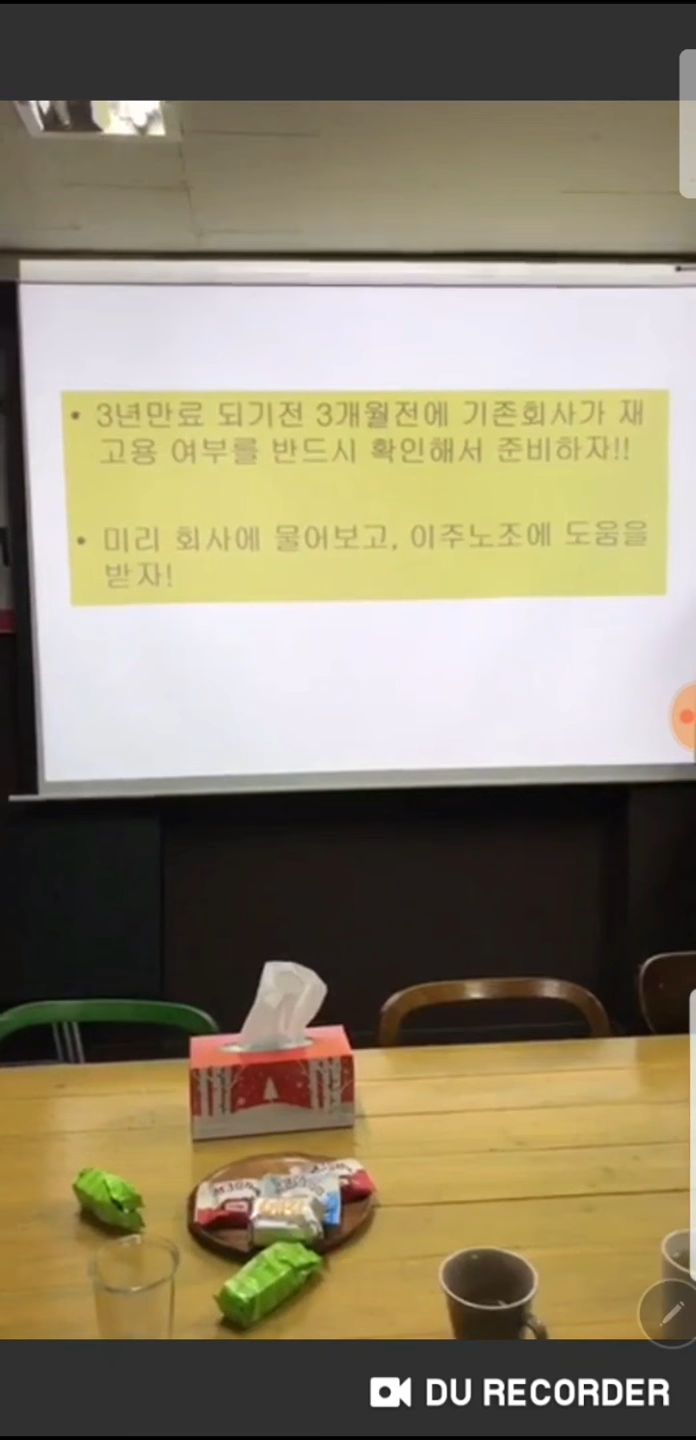 • 3년만료 되기전 3개월전에 기존회사가 재
고용 여부를 반드시 확인해서 준비하자!!
• 미리 회사에 물어보고, 이주노조에 도움을
받자!
DU RECORDER